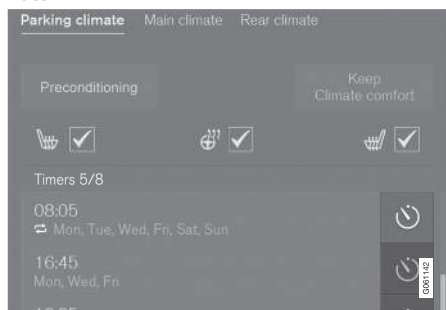 Parking climate Main climate Rear climate
Preconditioning
Keep
Climate comfort
Timers 5/8
08:05
Mon, Tue, Wed, Fri, Sat, Sun
16:45
Mon, Wed, Fri
G061142